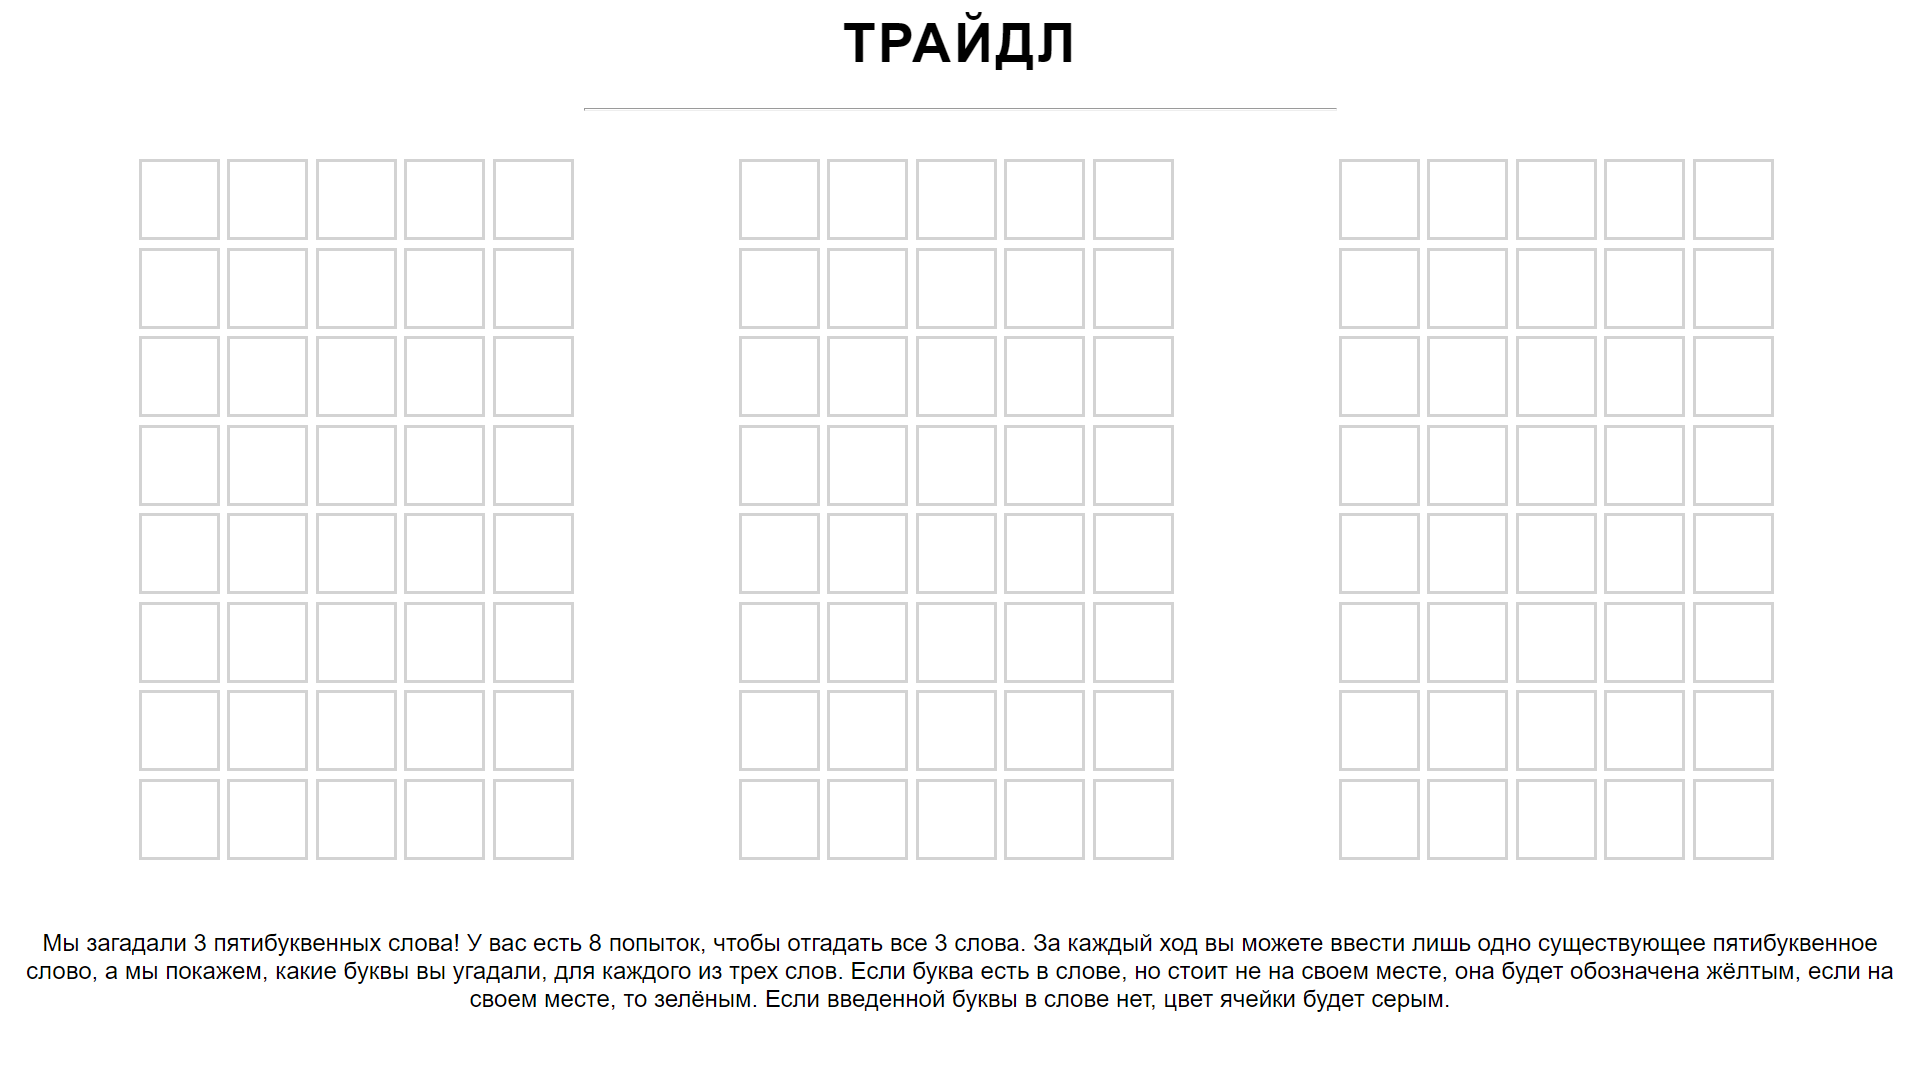 ТРАЙДЛ
Мы загадали 3 пятибуквенных слова! У вас есть 8 попыток, чтобы отгадать все 3 слова. За каждый ход вы можете ввести лишь одно существующее пятибуквенное
слово, а мы покажем, какие буквы вы угадали, для каждого из трех слов. Если буква есть в слове, но стоит не на своем месте, она будет обозначена жёлтым, если на
своем месте, то зелёным. Если введенной буквы в слове нет, цвет ячейки будет серым.